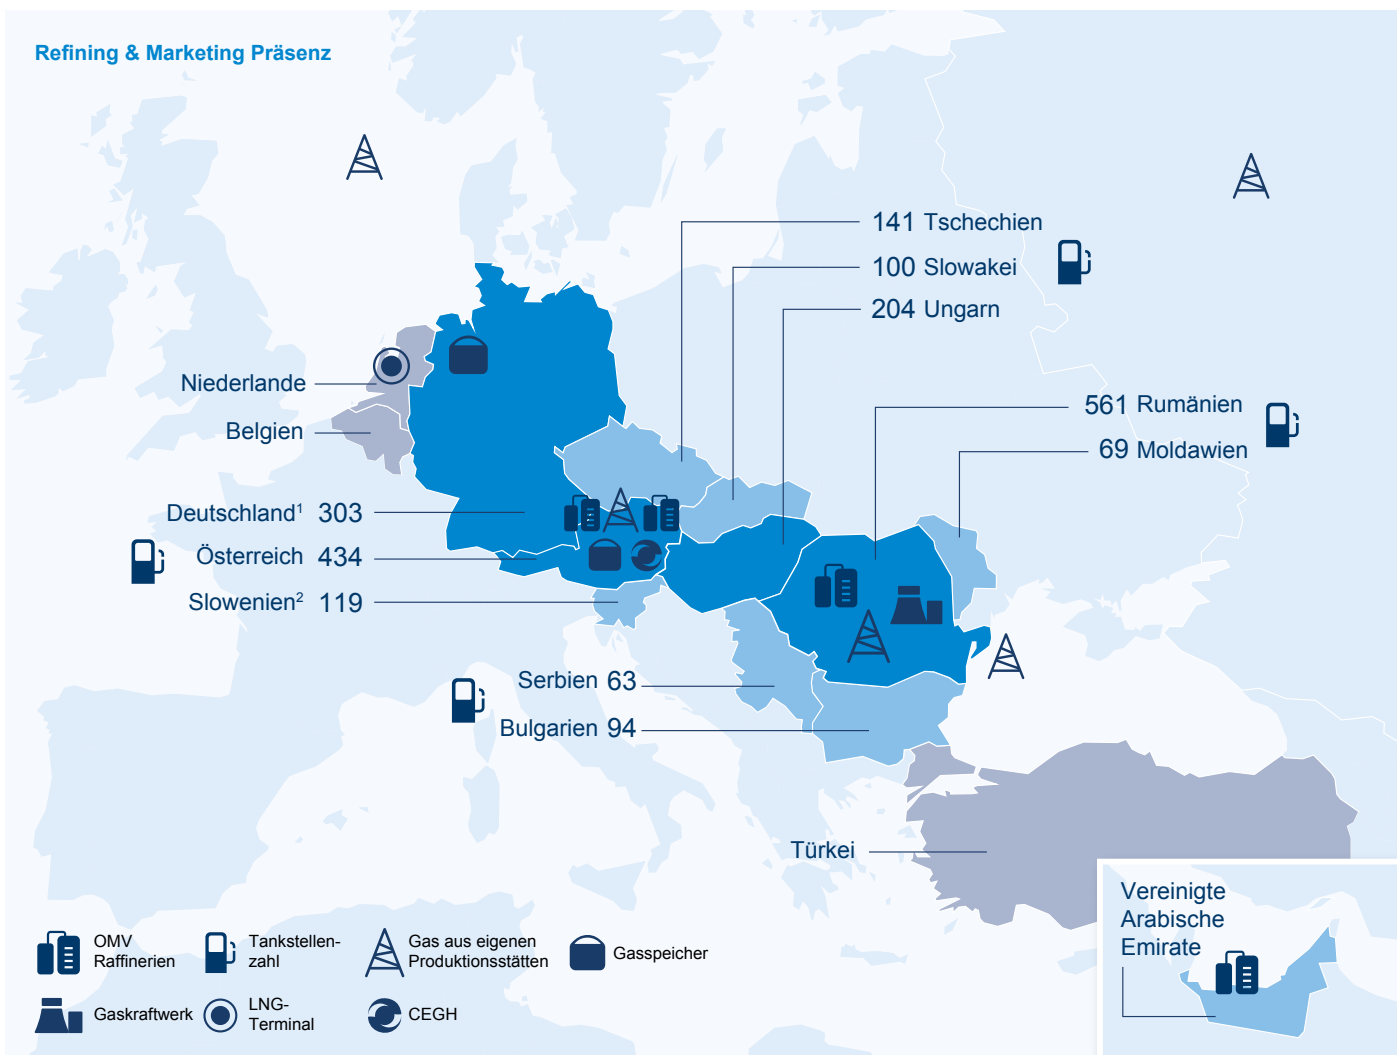 Refining & Marketing Präsenz
141 Tschechien
100 Slowakei
204 Ungarn
Niederlande
Belgien
561 Rumänien
69 Moldawien
Deutschland¹ 303
Österreich 434
Slowenien² 119
Serbien 63
Bulgarien 94
Türkei
Vereinigte
Arabische
Emirate
OMV
Raffinerien
Tankstellen-
zahl
Gas aus eigenen
Produktionsstätten
Gasspeicher
Gaskraftwerk
LNG-
Terminal
CEGH